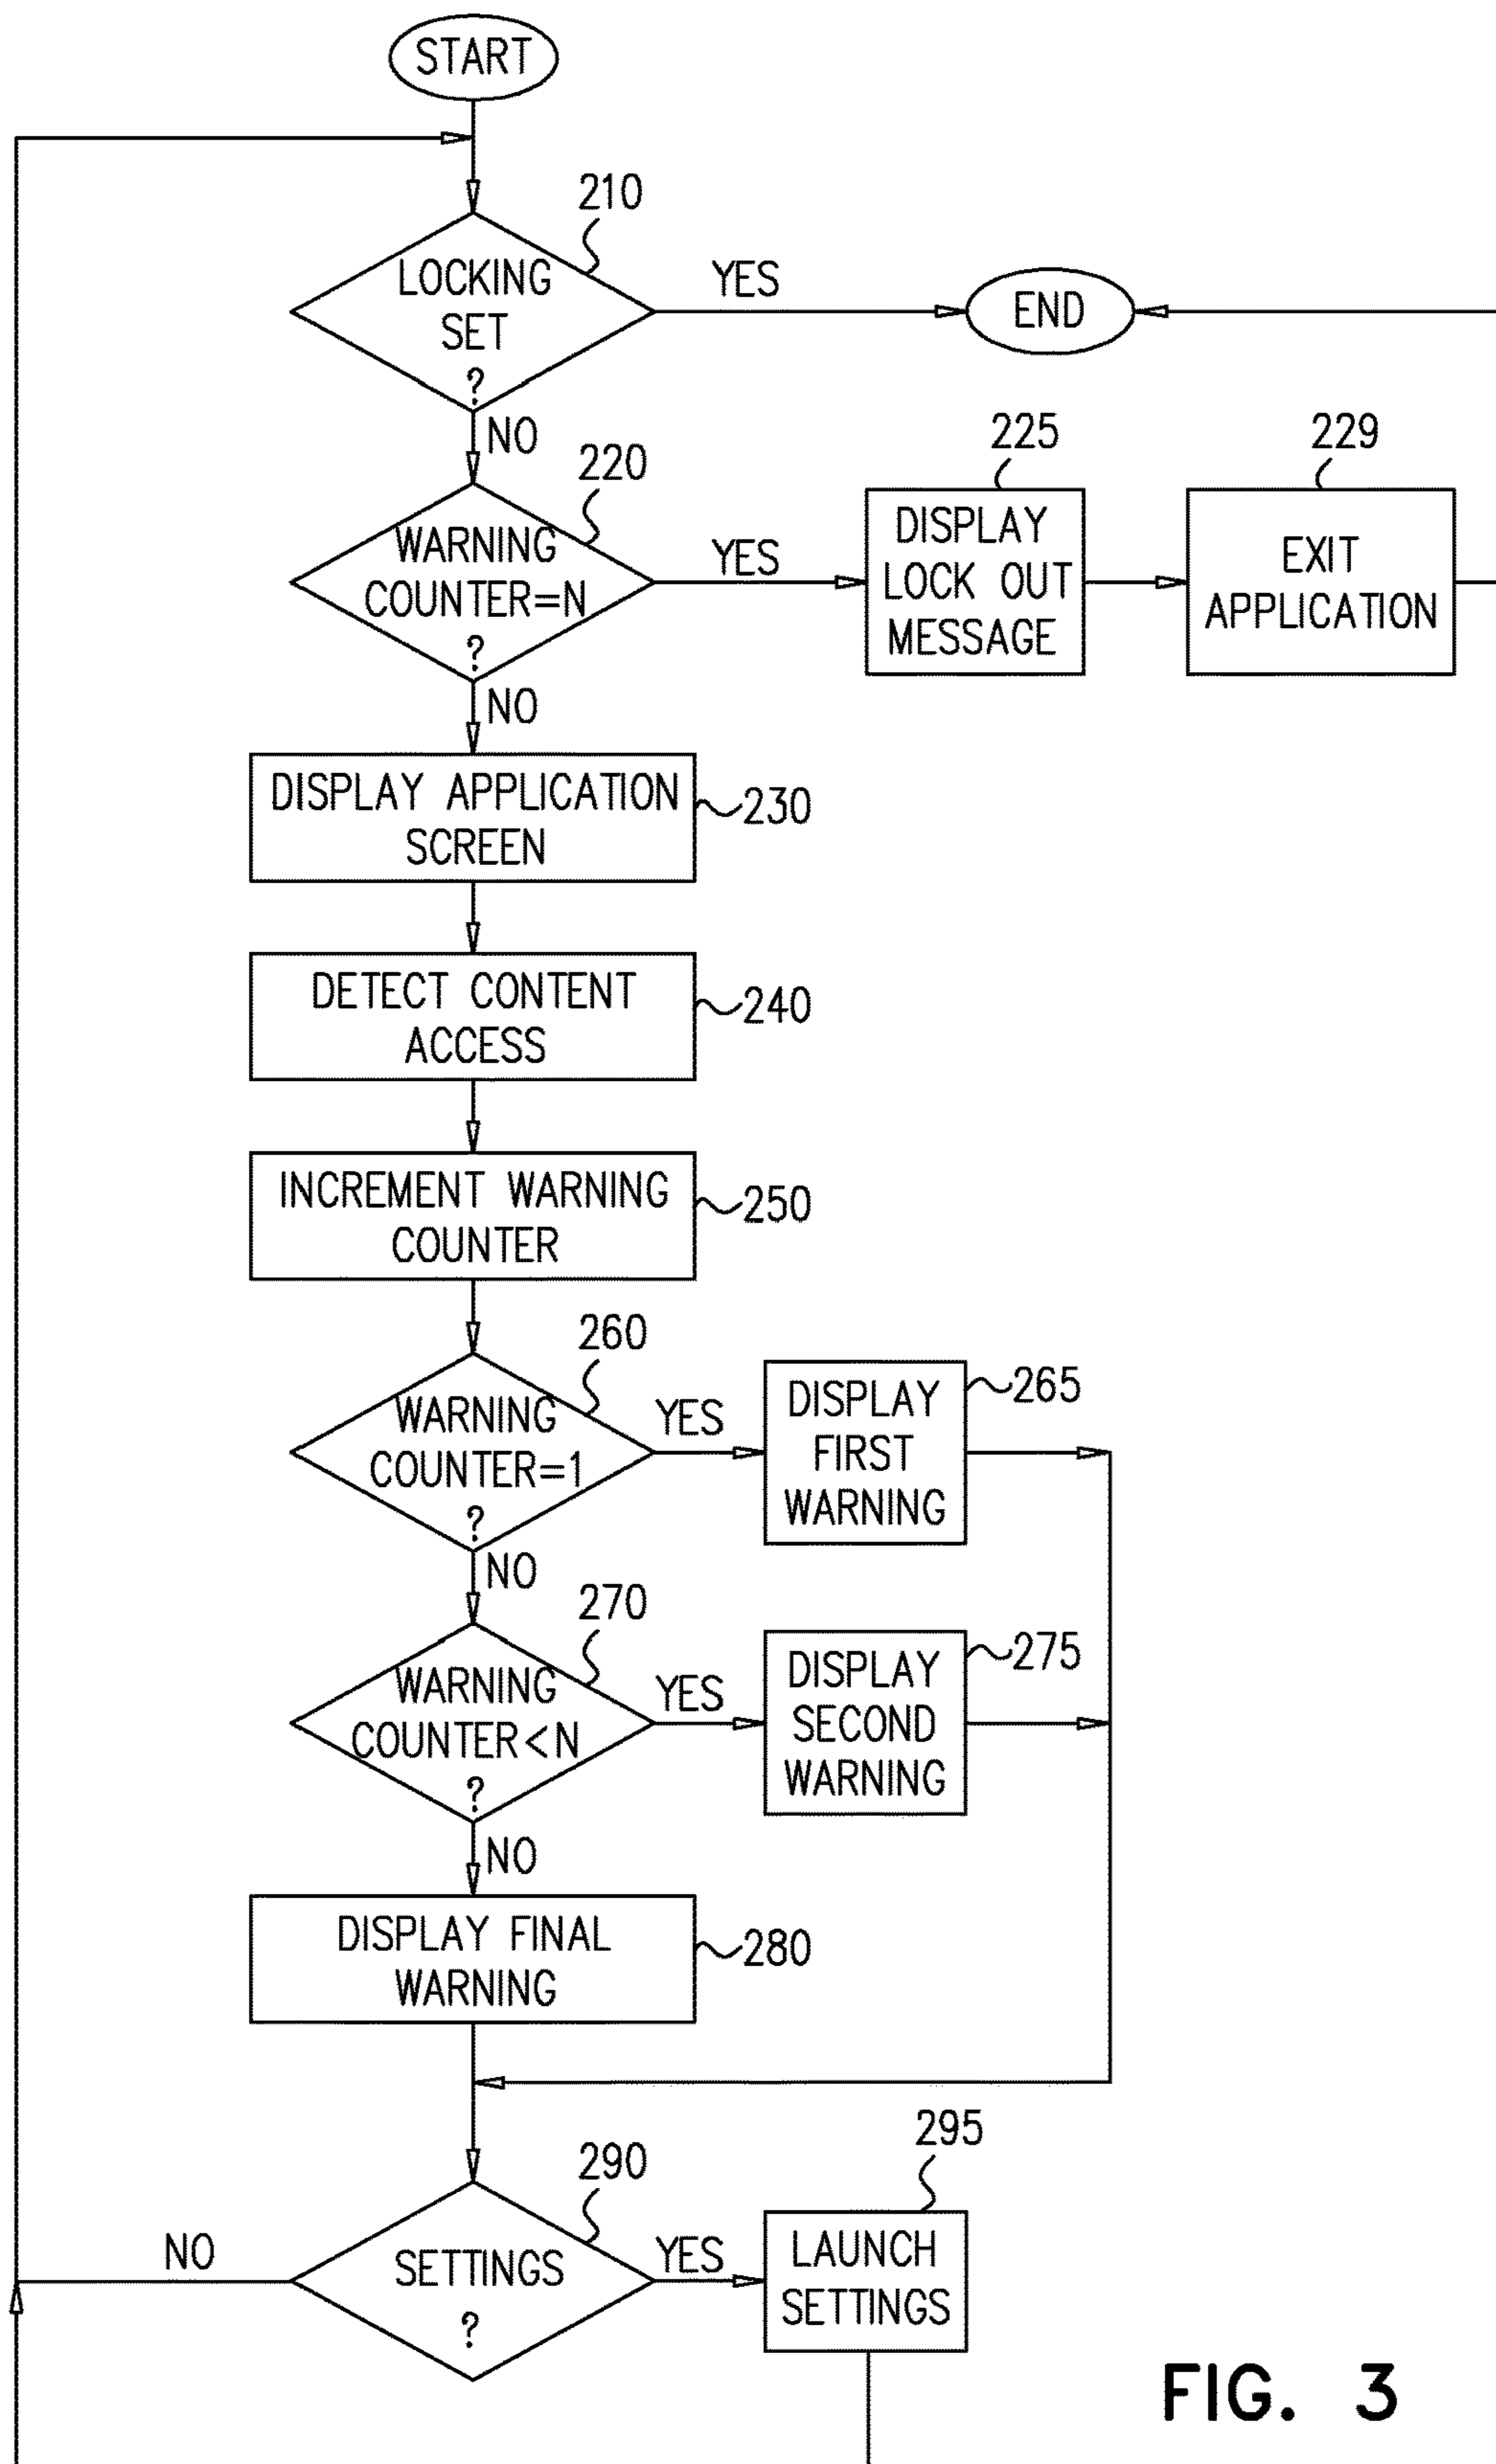 START
210
LOCKING
SET
?
YES
END
NO
220
WARNING
COUNTER=N
?
YES
225
DISPLAY
LOCK OUT
MESSAGE
229
EXIT
APPLICATION
NO
DISPLAY APPLICATION
SCREEN
230
DETECT CONTENT
ACCESS
240
INCREMENT WARNING
COUNTER
250
260
WARNING
COUNTER=1
?
YES
DISPLAY
FIRST
WARNING
265
NO
270
WARNING
COUNTER<N
?
YES
DISPLAY
SECOND
WARNING
275
NO
DISPLAY FINAL
WARNING
280
290
SETTINGS
?
NO
YES
295
LAUNCH
SETTINGS
FIG. 3